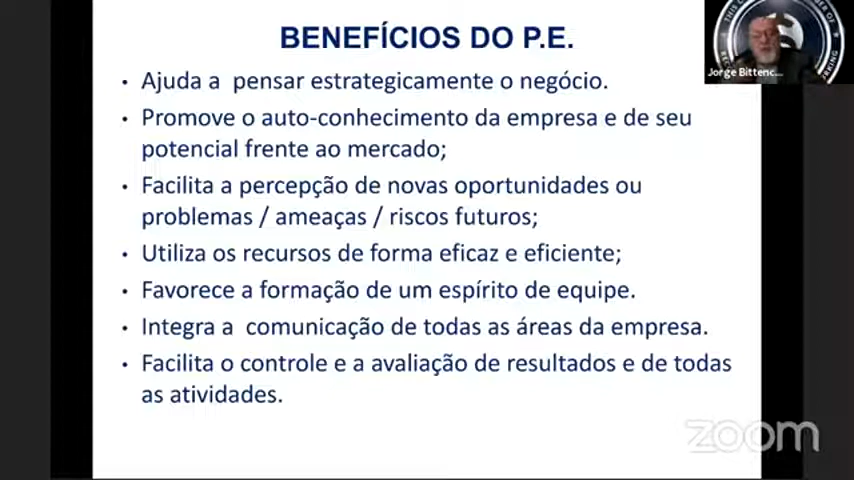 BENEFÍCIOS DO P.E.
• Ajuda a  pensar estrategicamente o negócio.
• Promove o auto-conhecimento da empresa e de seu
potencial frente ao mercado;
• Facilita a percepção de novas oportunidades ou
problemas / ameaças / riscos futuros;
• Utiliza os recursos de forma eficaz e eficiente;
• Favorece a formação de um espírito de equipe.
• Integra a  comunicação de todas as áreas da empresa.
• Facilita o controle e a avaliação de resultados e de todas
as atividades.
Jorge Bittenc...
zoom